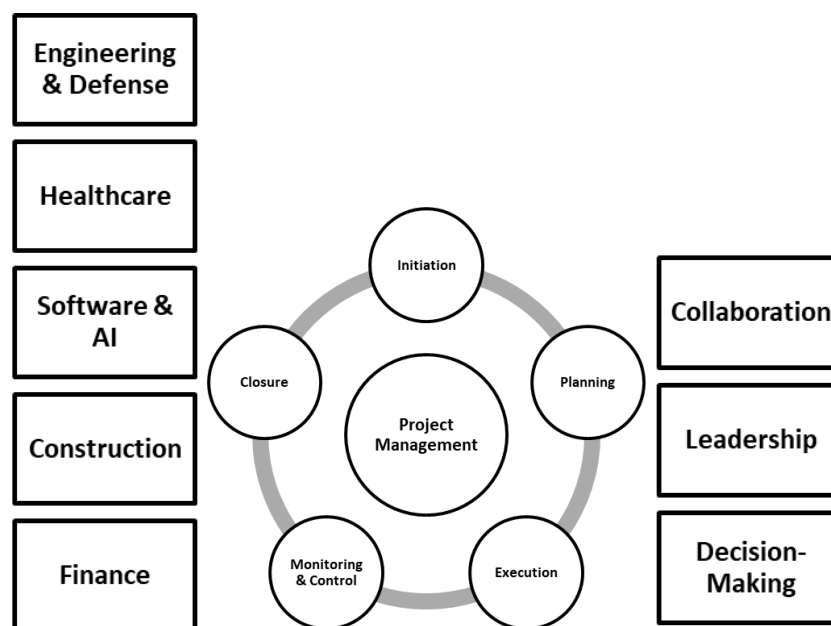 Engineering
& Defense
Healthcare
Software &
AI
Construction
Finance
Initiation
Closure
Planning
Project
Management
Monitoring
& Control
Execution
Collaboration
Leadership
Decision-
Making